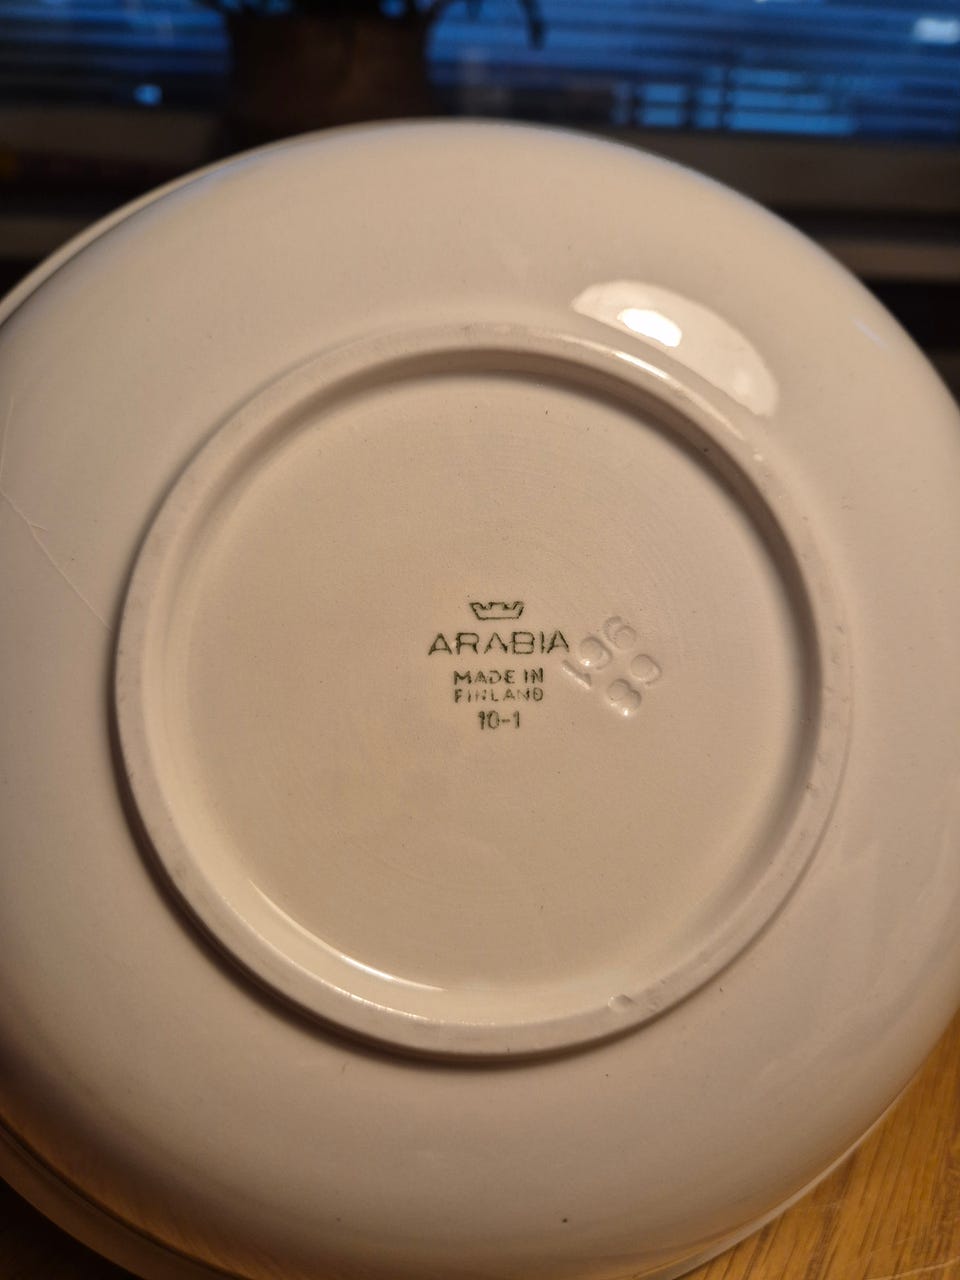 ARABIA
MADE IN
FINLAND
10-1
196
89